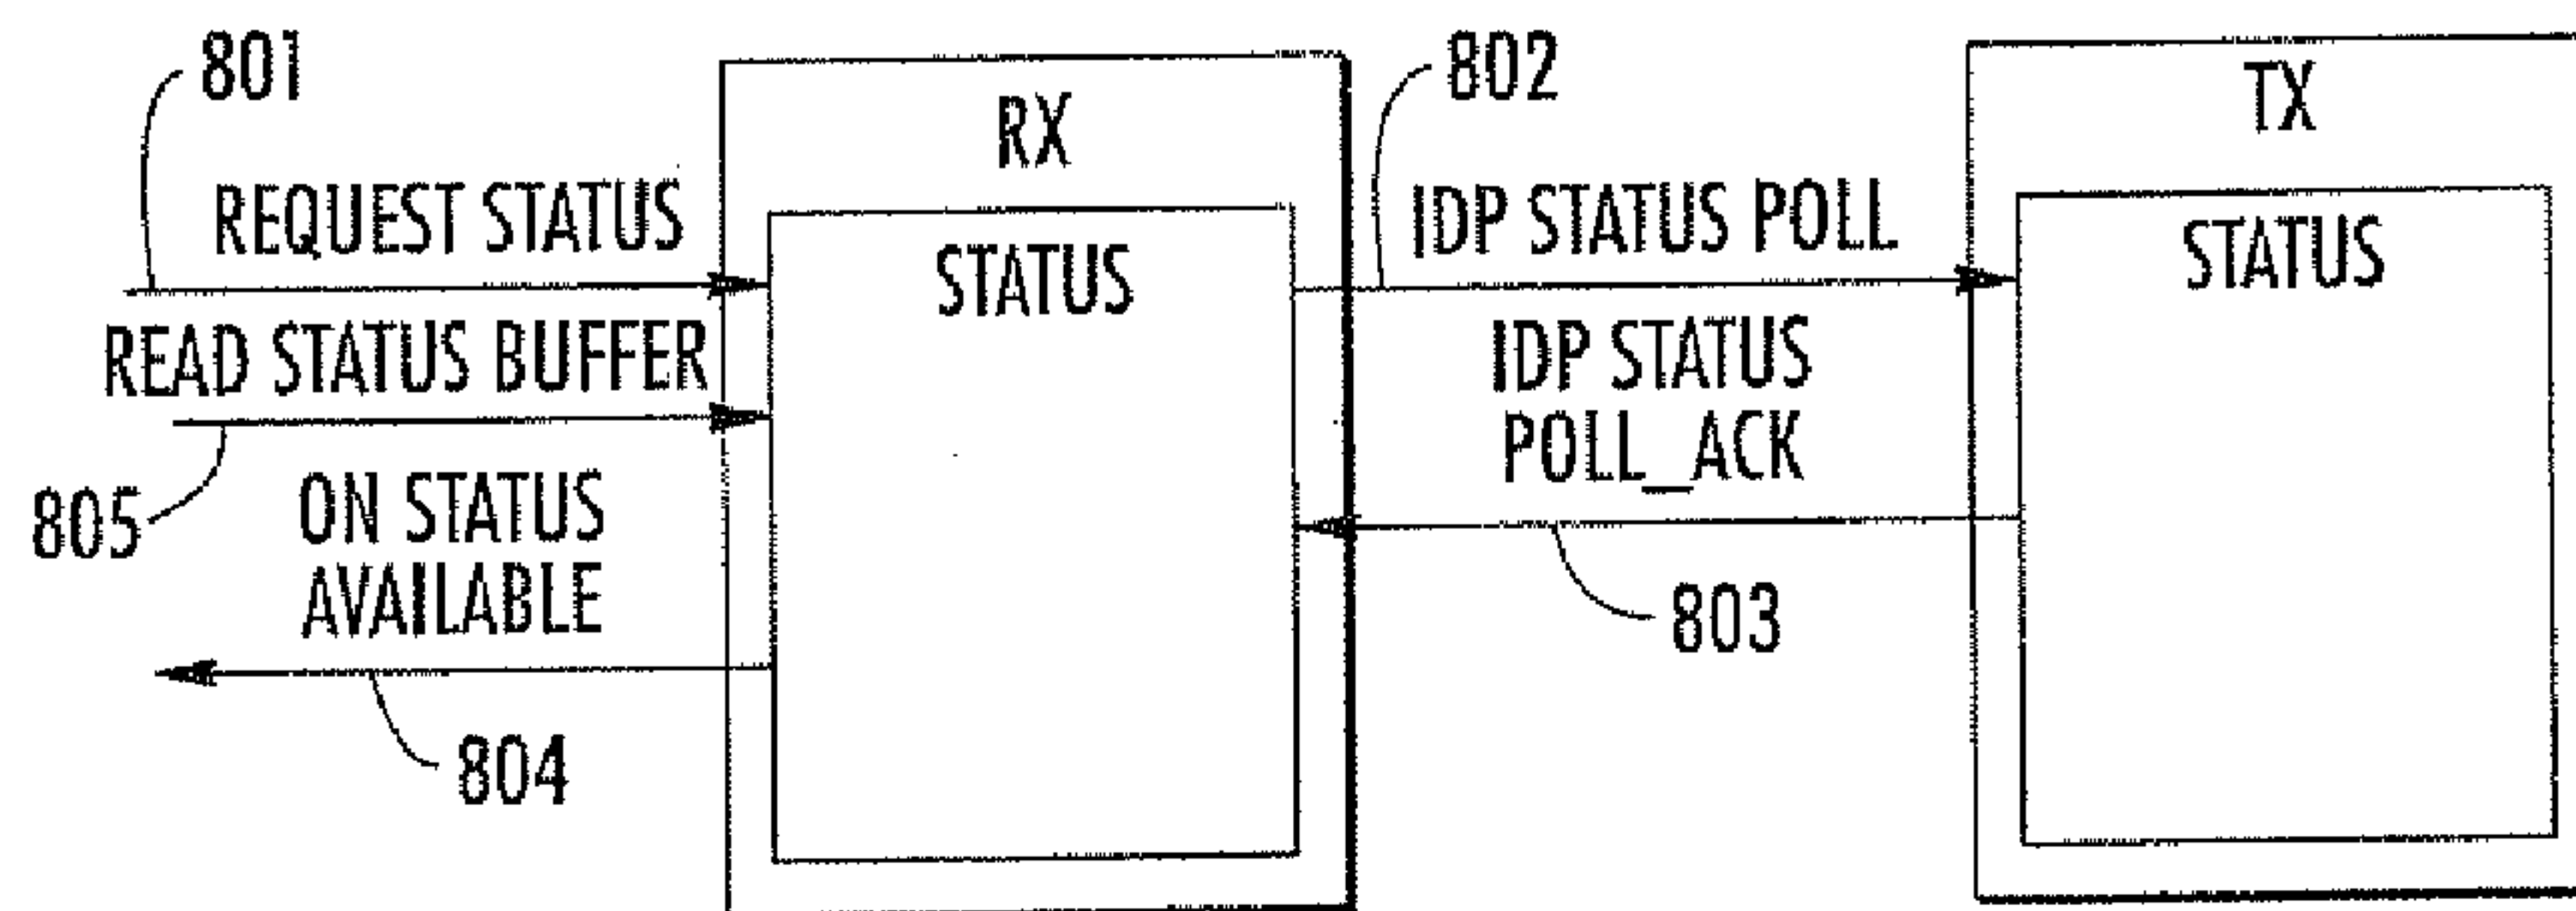 801
REQUEST STATUS
READ STATUS BUFFER
805
ON STATUS
AVAILABLE
804
RX
STATUS
802
IDP STATUS POLL
IDP STATUS
POLL_ACK
803
TX
STATUS